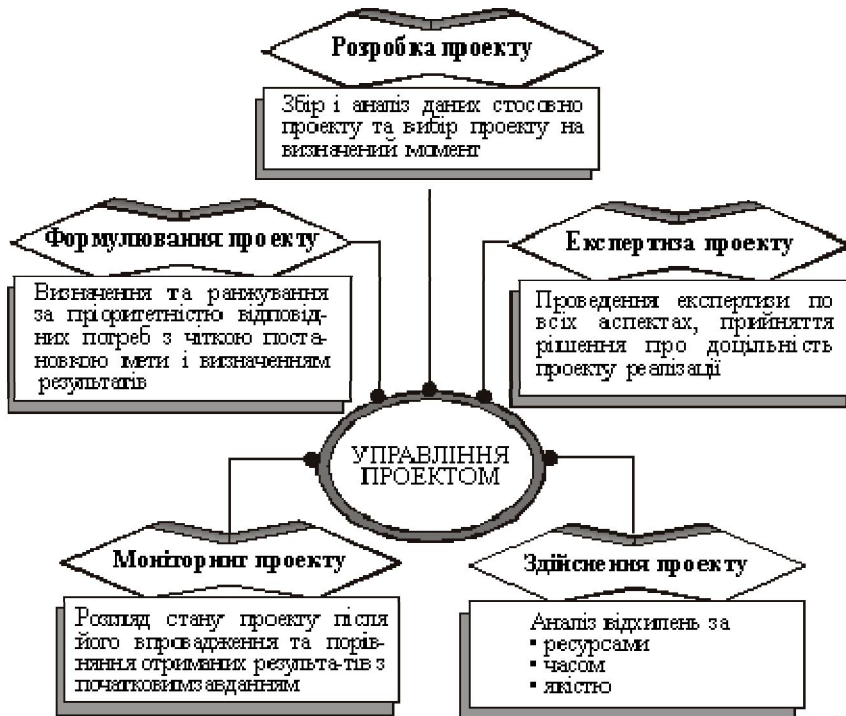 Розробка проекту
Збір і аналіз даних стосовно
проекту та вибір проекту на
визначений момент
Формулювання проекту
Визначення та ранжування
за пріоритетністю відповід-
них потреб з чіткою поста-
новкою мети і визначенням
результатів
Експертиза проекту
Проведення експертизи по
всіх аспектах, прийняття
рішення про доцільність
проекту реалізації
УПРАВЛІННЯ
ПРОЕКТОМ
Моніторинг проекту
Розгляд стану проекту після
його впровадження та порів-
няння отриманих результа-тів з
початковимзавданням
Здійснення проекту
Аналіз відхилень за
▪ ресурсами
▪ часом
▪ якістю